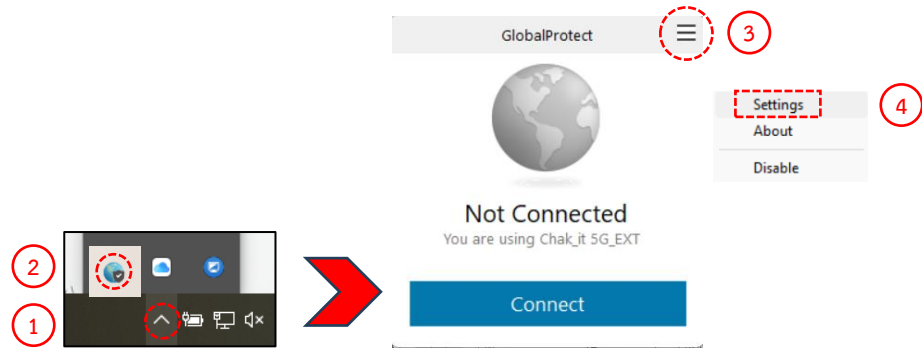 GlobalProtect
3
Settings
4
About
Disable
Not Connected
You are using Chak_it 5G_EXT
2
Connect
1